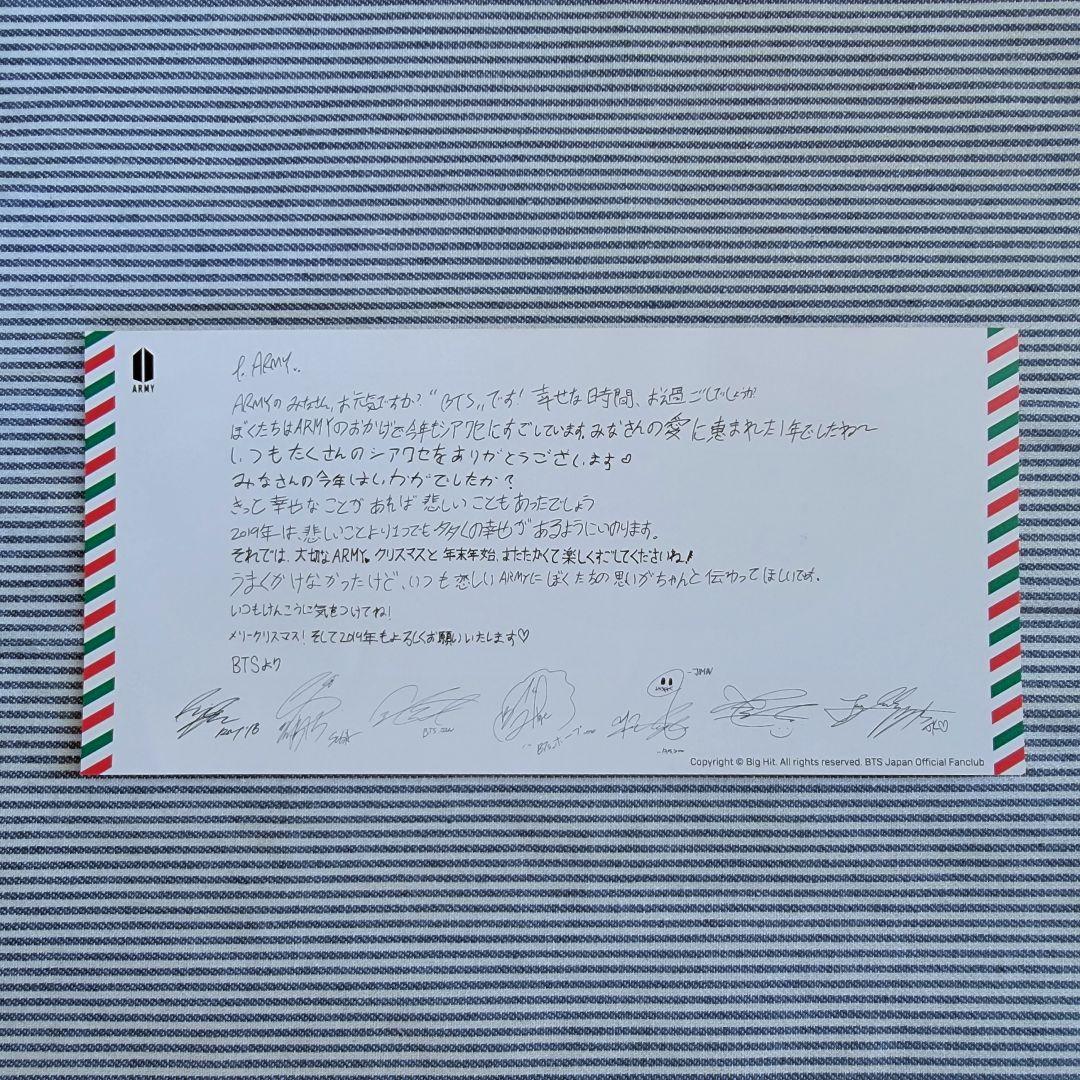 ARMY
t. ARMY..
ARMYのみなさん, お元気ですか? "BTS„です! 幸せな時間、お過ごしでしょうか
ぼくたちはARMYのおかげで今年もシアワセにすごしています。みなさんの愛に恵まれた1年でしたね〜
いつもたくさんのシアワセをありがとうございます♡
みなさんの今年はいかがでしたか?
きっと幸せなことがあれば悲しいこともあったでしょう
2019年は、悲しいことより1つでも多くの幸せがあるようにいのります。
それでは、大切なARMY。クリスマスと年末年始、あたたかくて楽しくすごしてくださいね!
うまくかけなかったけど、いつも恋しいARMYにぼくたちの思いがちゃんと伝わってほしいです。
いつもけんこうに気をつけてね!
メリークリスマス! そして2019年もよろしくお願いいたします♡
BTSより
-JIMIN
RM'18
SUGA
BTS. JIN
BTSのホープ
JK♡
Copyright © Big Hit. All rights reserved. BTS Japan Official Fanclub